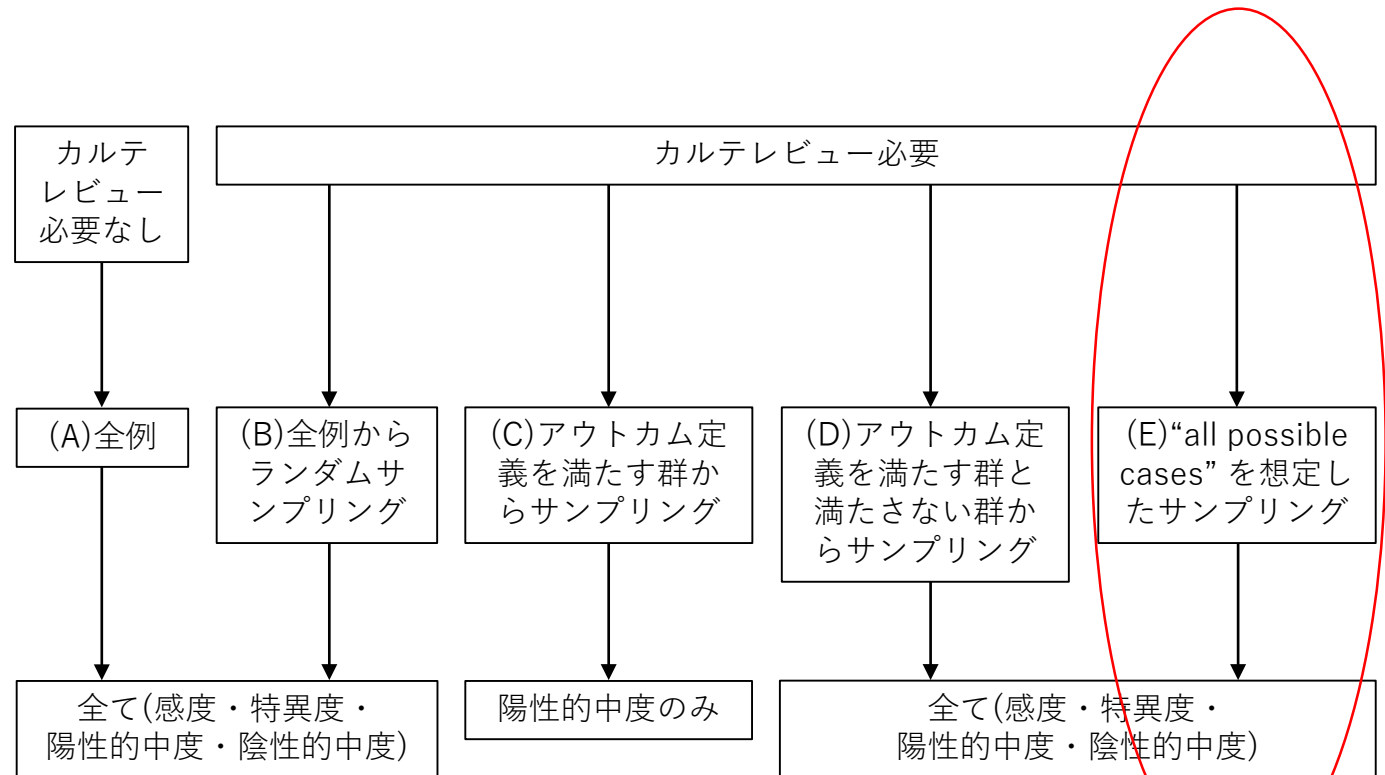 カルテ
レビュー
必要なし
カルテレビュー必要
(A)全例
(B)全例から
ランダムサ
ンプリング
(C)アウトカム定
義を満たす群か
らサンプリング
(D)アウトカム定
義を満たす群と
満たさない群か
らサンプリング
(E)“all possible
cases” を想定し
たサンプリング
全て(感度・特異度・
陽性的中度・陰性的中度)
陽性的中度のみ
全て(感度・特異度・
陽性的中度・陰性的中度)